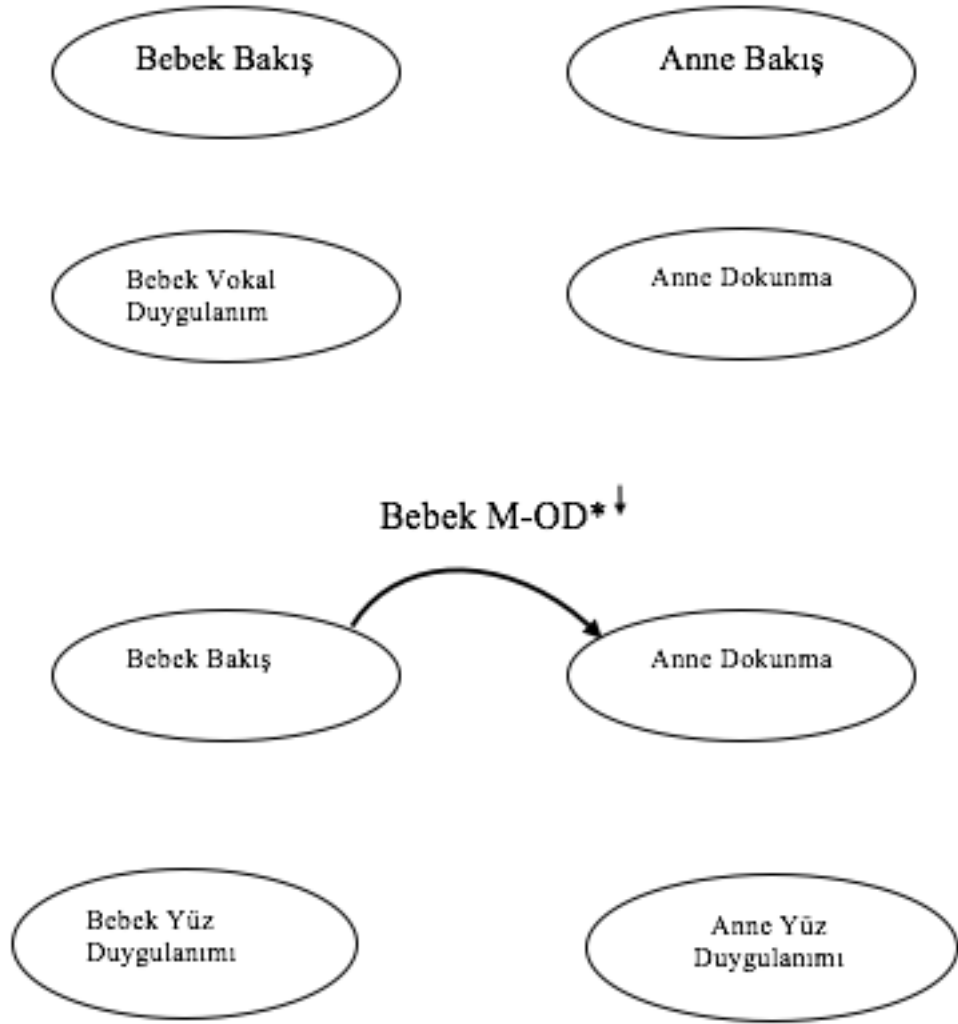 Bebek Bakış
Anne Bakış
Bebek Vokal
Duygulanım
Anne Dokunma
Bebek M-OD*↓
Bebek Bakış
Anne Dokunma
Bebek Yüz
Duygulanımı
Anne Yüz
Duygulanımı